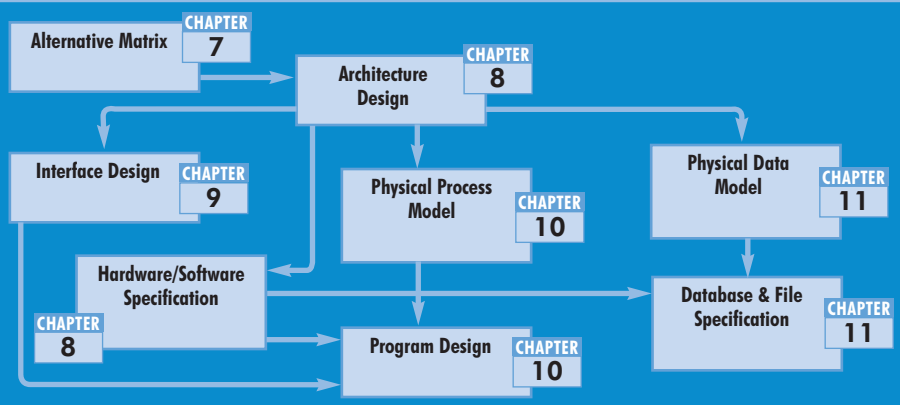 Alternative Matrix
CHAPTER
7
Architecture
Design
CHAPTER
8
Interface Design
CHAPTER
9
Physical Process
Model
CHAPTER
10
Physical Data
Model
CHAPTER
11
Hardware/Software
Specification
CHAPTER
8
Program Design
CHAPTER
10
Database & File
Specification
CHAPTER
11